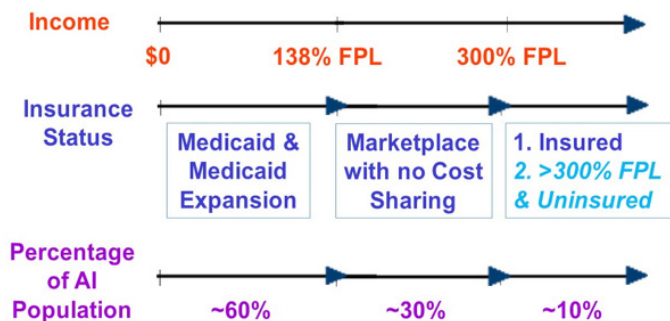 Income
$0
138% FPL
300% FPL
Insurance
Status
Medicaid &
Medicaid
Expansion
Marketplace
with no Cost
Sharing
1. Insured
2. >300% FPL
& Uninsured
Percentage
of AI
Population
~60%
~30%
~10%